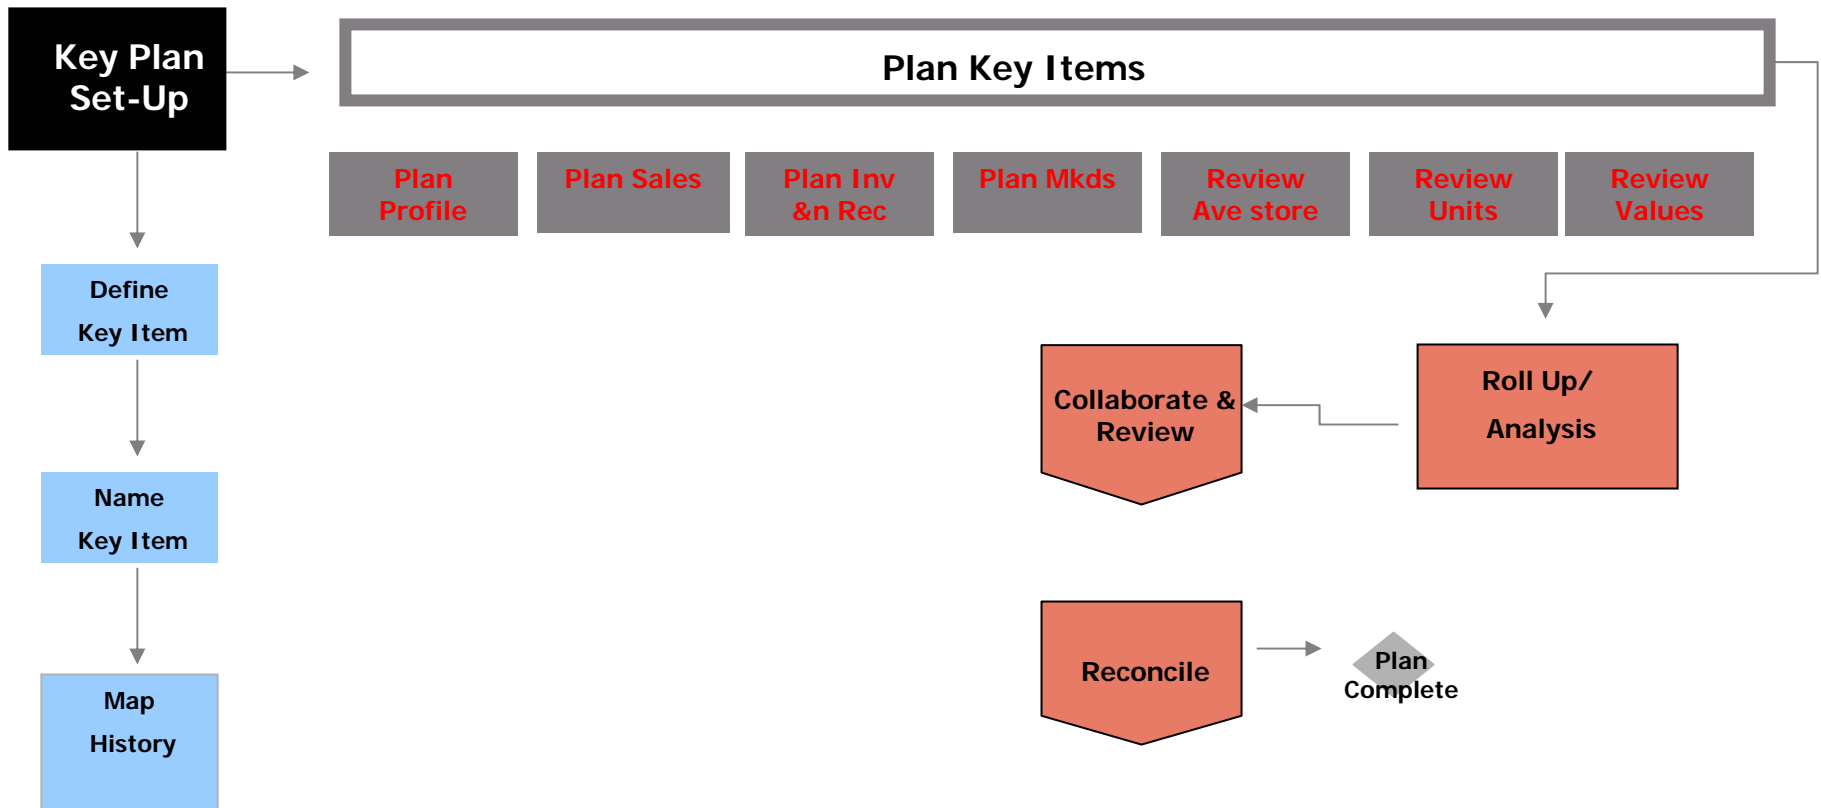 Key Plan
Set-Up
Plan Key Items
Plan
Profile
Plan Sales
Plan Inv
&n Rec
Plan Mkds
Review
Ave store
Review
Units
Review
Values
Define
Key Item
Name
Key Item
Map
History
Collaborate &
Review
Roll Up/
Analysis
Reconcile
Plan
Complete